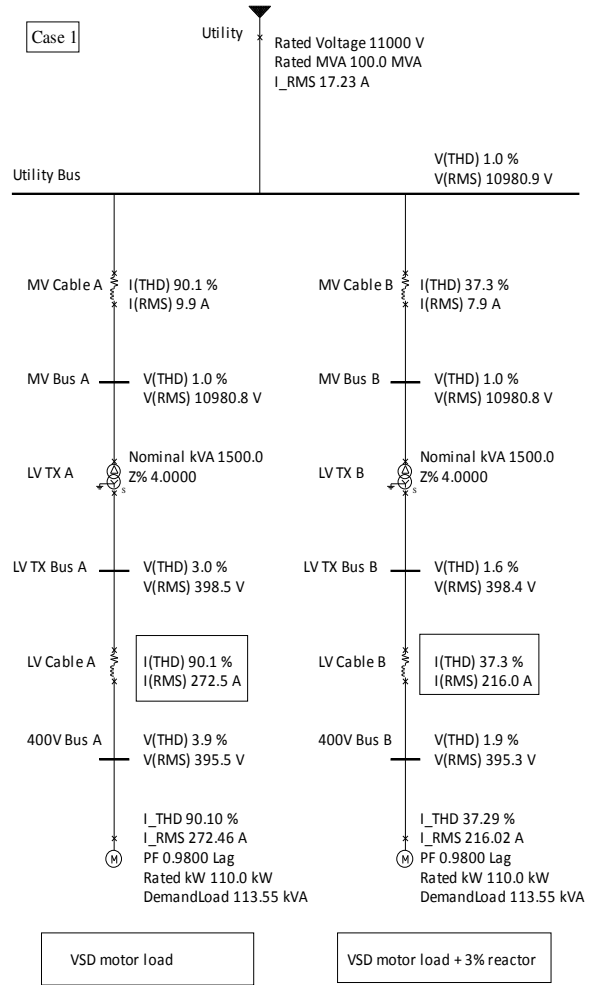 Case 1
Utility
Rated Voltage 11000 V
Rated MVA 100.0 MVA
I_RMS 17.23 A
V(THD) 1.0 %
V(RMS) 10980.9 V
Utility Bus
MV Cable A
I(THD) 90.1 %
I(RMS) 9.9 A
MV Cable B
I(THD) 37.3 %
I(RMS) 7.9 A
MV Bus A
V(THD) 1.0 %
V(RMS) 10980.8 V
MV Bus B
V(THD) 1.0 %
V(RMS) 10980.8 V
LV TX A
Nominal kVA 1500.0
Z% 4.0000
S
LV TX B
Nominal kVA 1500.0
Z% 4.0000
S
LV TX Bus A
V(THD) 3.0 %
V(RMS) 398.5 V
LV TX Bus B
V(THD) 1.6 %
V(RMS) 398.4 V
LV Cable A
I(THD) 90.1 %
I(RMS) 272.5 A
LV Cable B
I(THD) 37.3 %
I(RMS) 216.0 A
400V Bus A
V(THD) 3.9 %
V(RMS) 395.5 V
400V Bus B
V(THD) 1.9 %
V(RMS) 395.3 V
I_THD 90.10 %
I_RMS 272.46 A
M
PF 0.9800 Lag
Rated kW 110.0 kW
DemandLoad 113.55 kVA
I_THD 37.29 %
I_RMS 216.02 A
M
PF 0.9800 Lag
Rated kW 110.0 kW
DemandLoad 113.55 kVA
VSD motor load
VSD motor load + 3% reactor